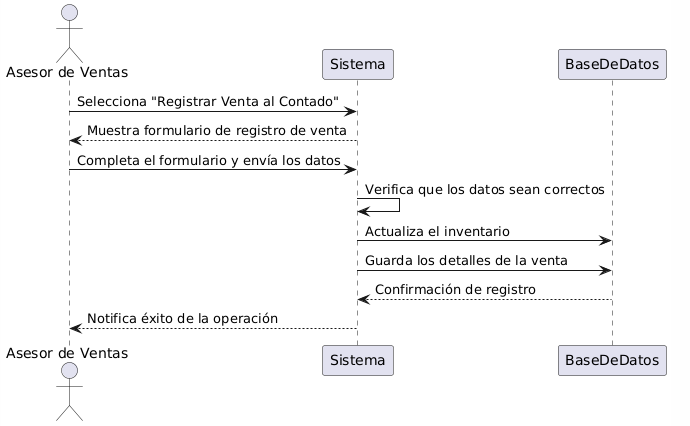 Asesor de Ventas
Sistema
BaseDeDatos
Selecciona "Registrar Venta al Contado"
Muestra formulario de registro de venta
Completa el formulario y envía los datos
Verifica que los datos sean correctos
Actualiza el inventario
Guarda los detalles de la venta
Confirmación de registro
Notifica éxito de la operación
Asesor de Ventas
Sistema
BaseDeDatos